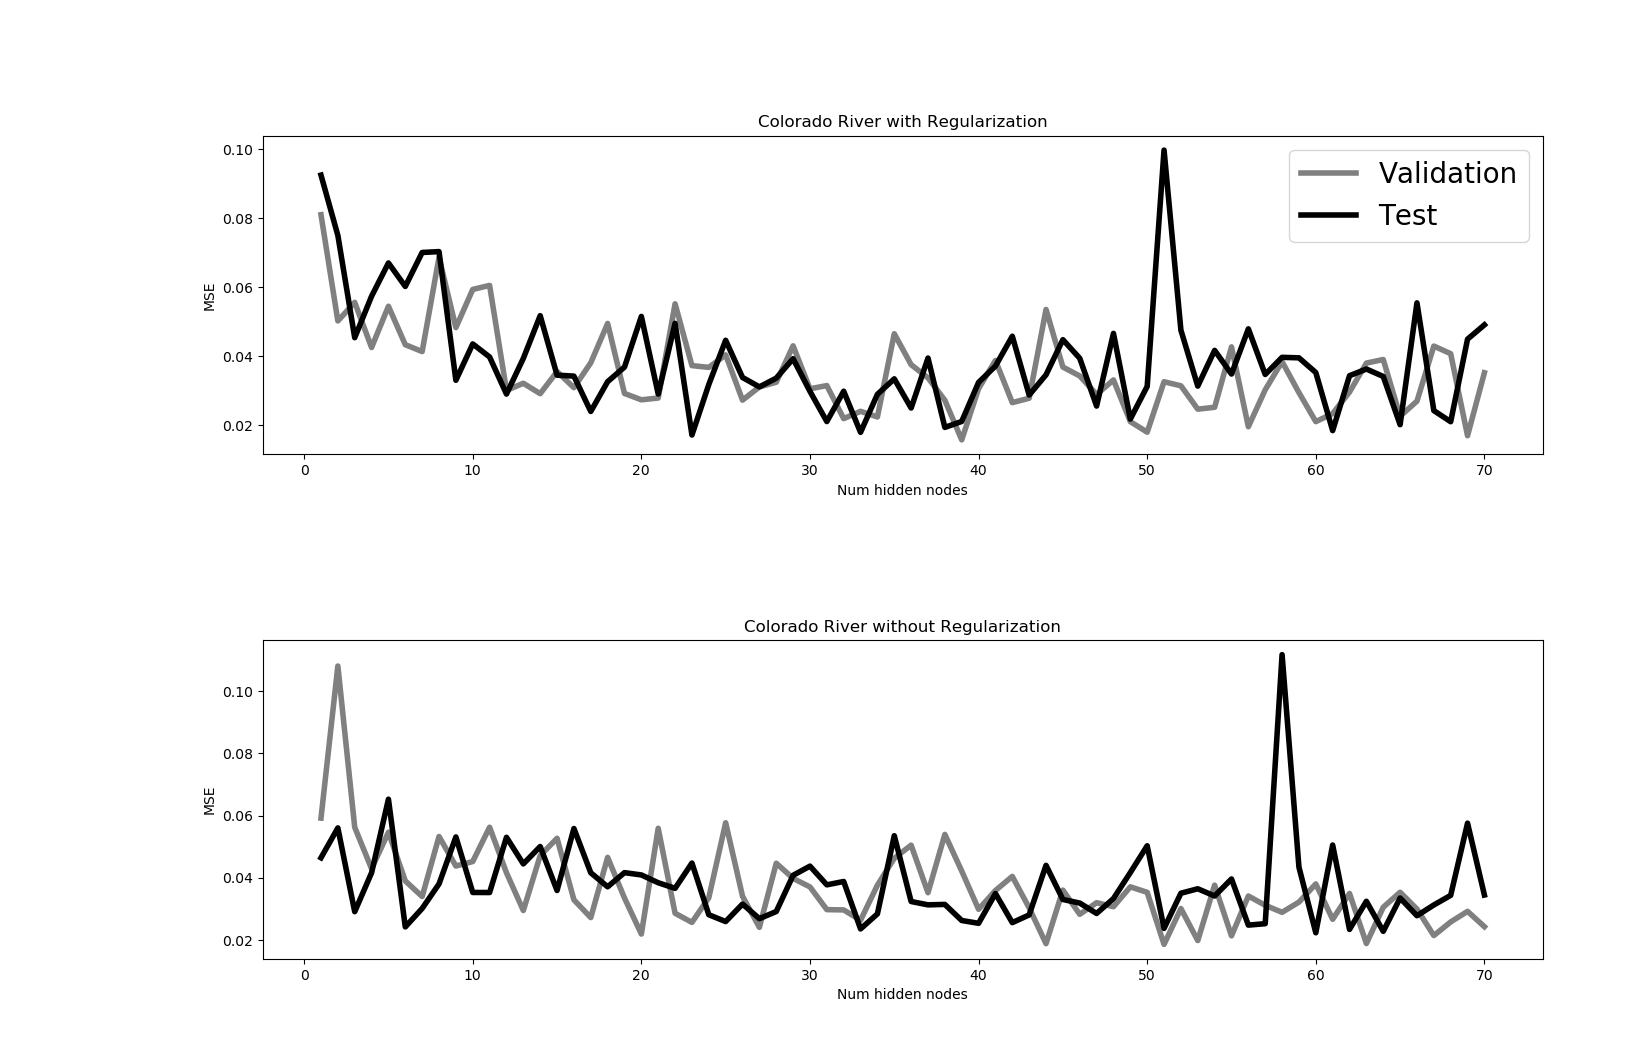 Colorado River with Regularization
0.10
0.08
0.06
0.04
0.02
MSE
Validation
Test
0 10 20 30 40 50 60 70
Num hidden nodes
Colorado River without Regularization
0.10
0.08
0.06
0.04
0.02
MSE
0 10 20 30 40 50 60 70
Num hidden nodes